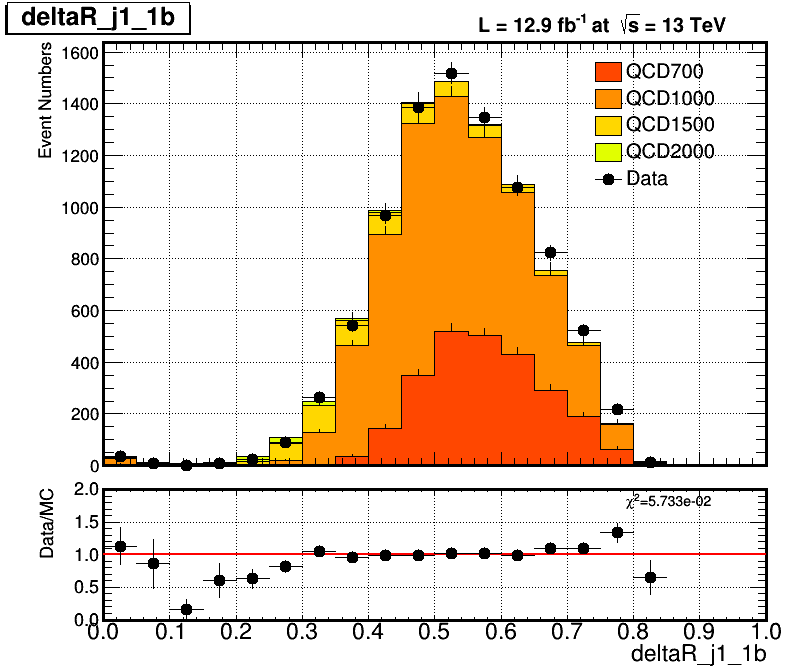 deltaR_j1_1b
L = 12.9 fb⁻¹ at √s = 13 TeV
Event Numbers
1600
1400
1200
1000
800
600
400
200
0
QCD700
QCD1000
QCD1500
QCD2000
Data
Data/MC
2.0
1.5
1.0
0.5
0.0
χ²=5.733e-02
0.0 0.1 0.2 0.3 0.4 0.5 0.6 0.7 0.8 0.9 1.0
deltaR_j1_1b